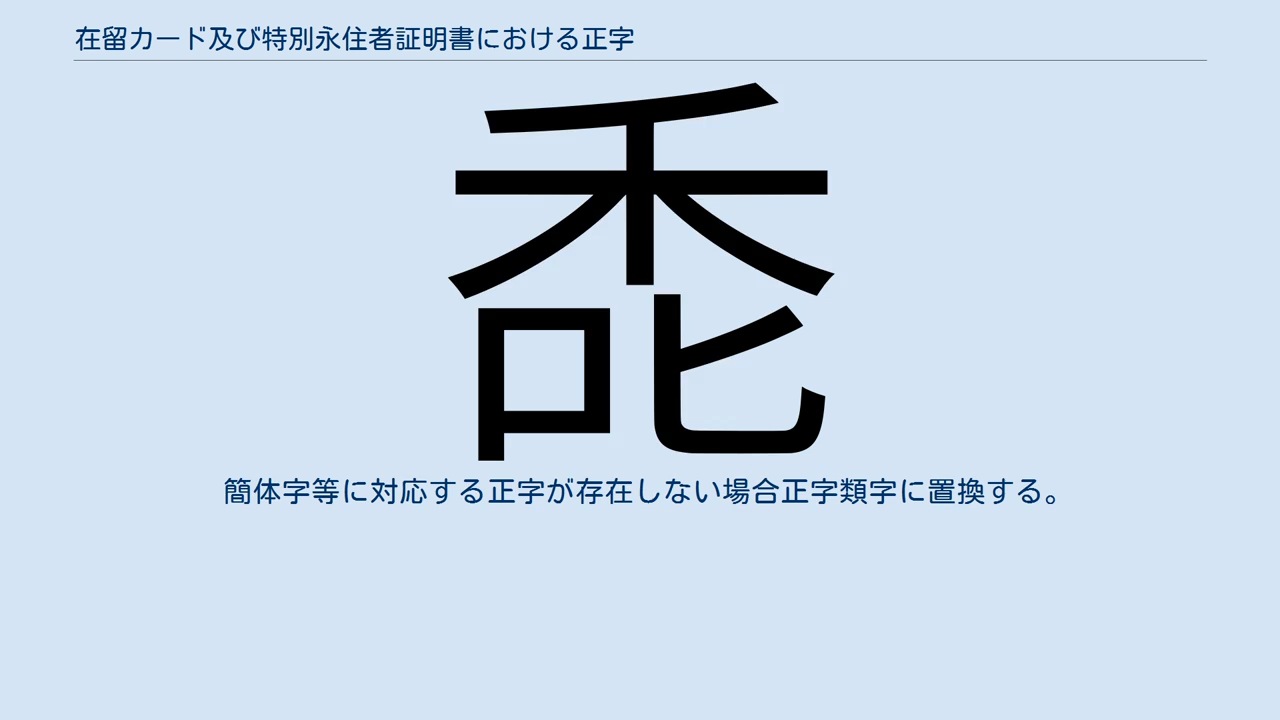 在留カード及び特別永住者証明書における正字
簡体字等に対応する正字が存在しない場合正字類字に置換する。